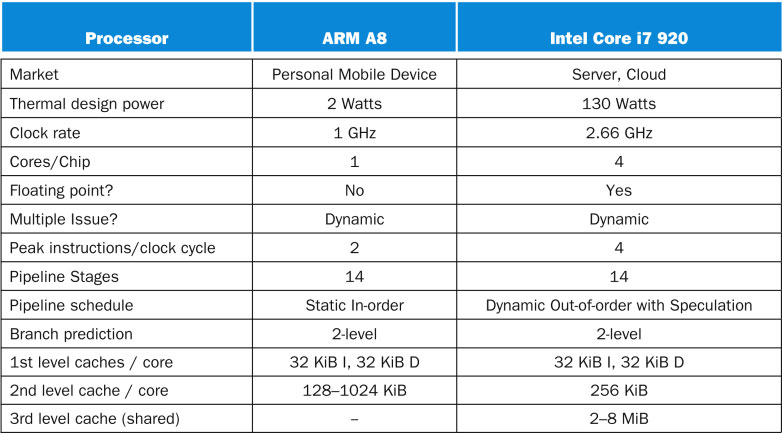 Processor ARM A8 Intel Core i7 920
Market Personal Mobile Device Server, Cloud
Thermal design power 2 Watts 130 Watts
Clock rate 1 GHz 2.66 GHz
Cores/Chip 1 4
Floating point? No Yes
Multiple Issue? Dynamic Dynamic
Peak instructions/clock cycle 2 4
Pipeline Stages 14 14
Pipeline schedule Static In-order Dynamic Out-of-order with Speculation
Branch prediction 2-level 2-level
1st level caches / core 32 KiB I, 32 KiB D 32 KiB I, 32 KiB D
2nd level cache / core 128–1024 KiB 256 KiB
3rd level cache (shared) – 2–8 MiB